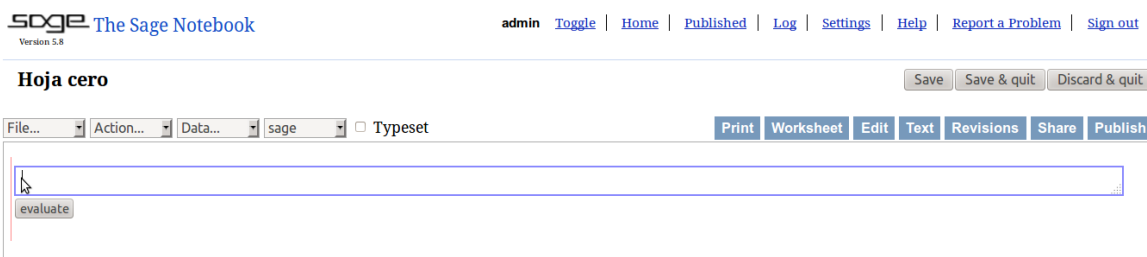 sage The Sage Notebook admin Toggle Home Published Log Settings Help Report a Problem Sign out
Version 5.8
Hoja cero Save Save & quit Discard & quit
File... Action... Data... sage Typeset Print Worksheet Edit Text Revisions Share Publish
evaluate